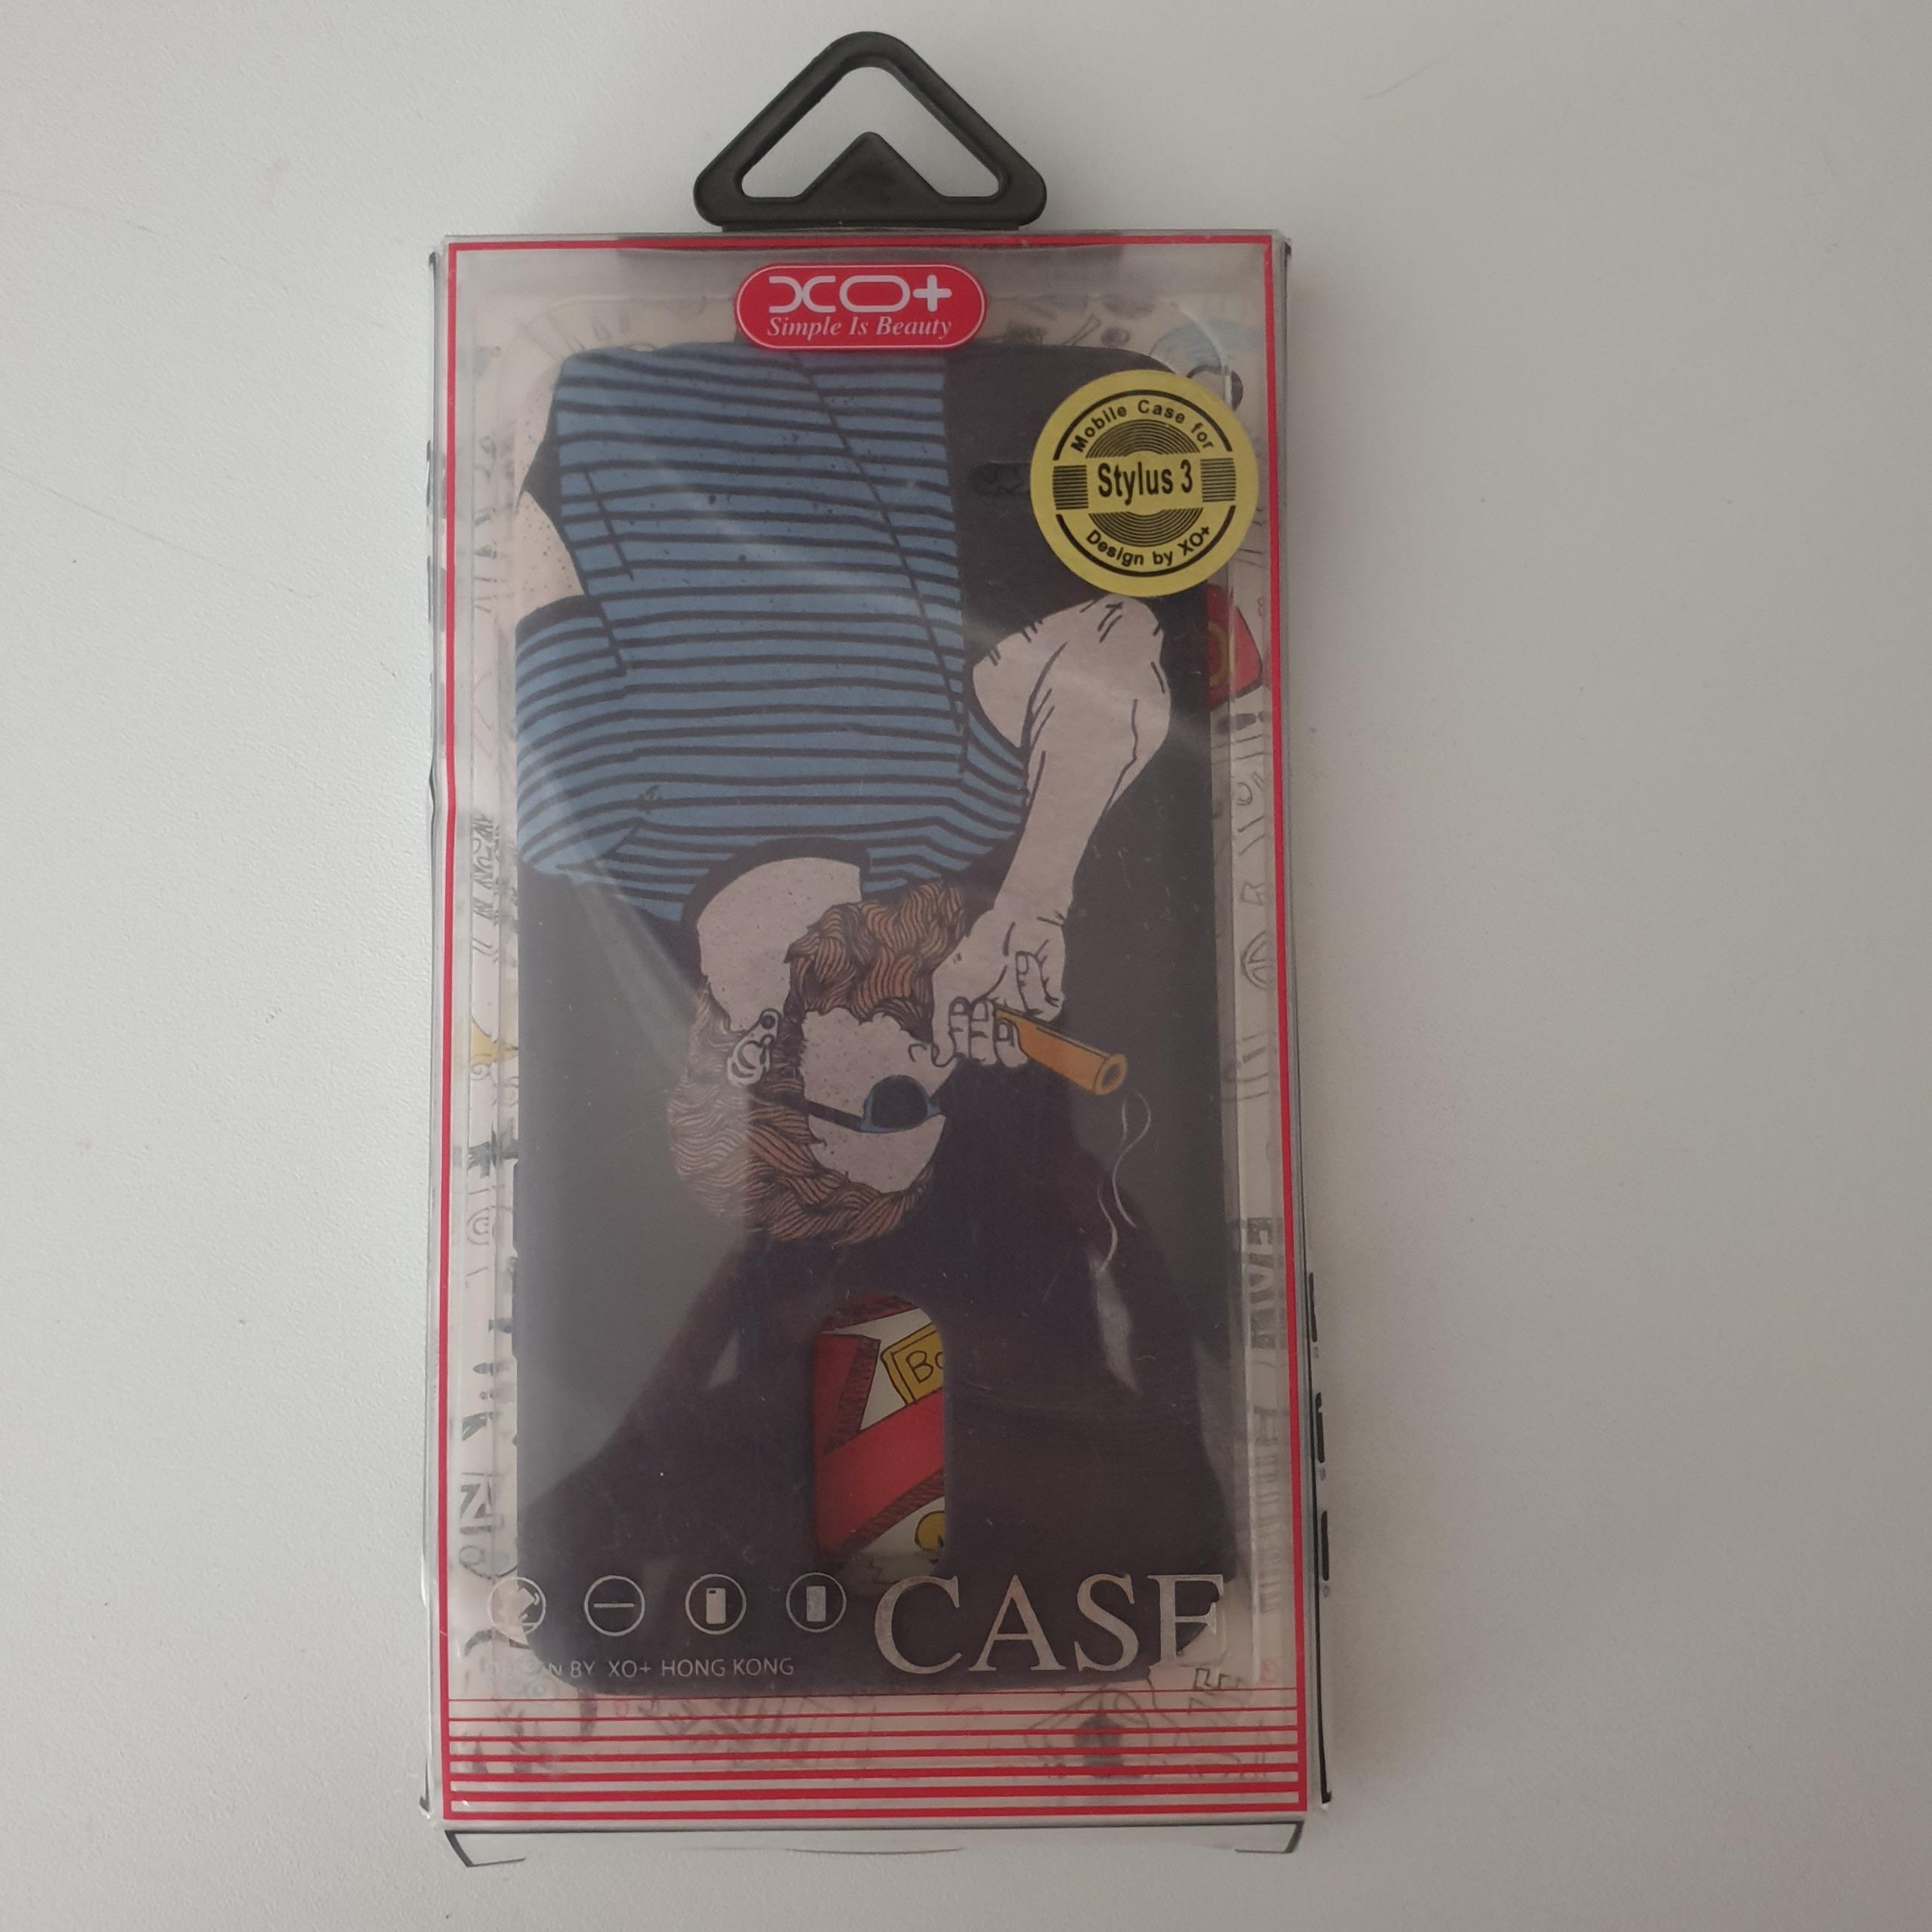 XO+
Simple Is Beauty
Mobile Case for
Stylus 3
Design by XO+
CASE
BY XO+ HONG KONG